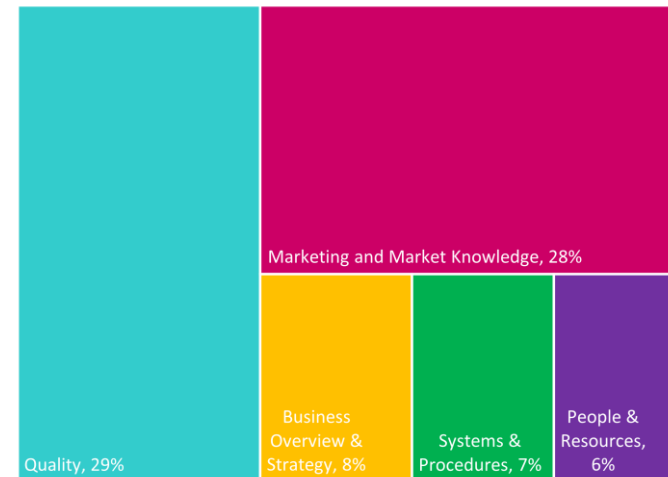 Marketing and Market Knowledge, 28%
Quality, 29%
Business
Overview &
Strategy, 8%
Systems &
Procedures, 7%
People &
Resources,
6%